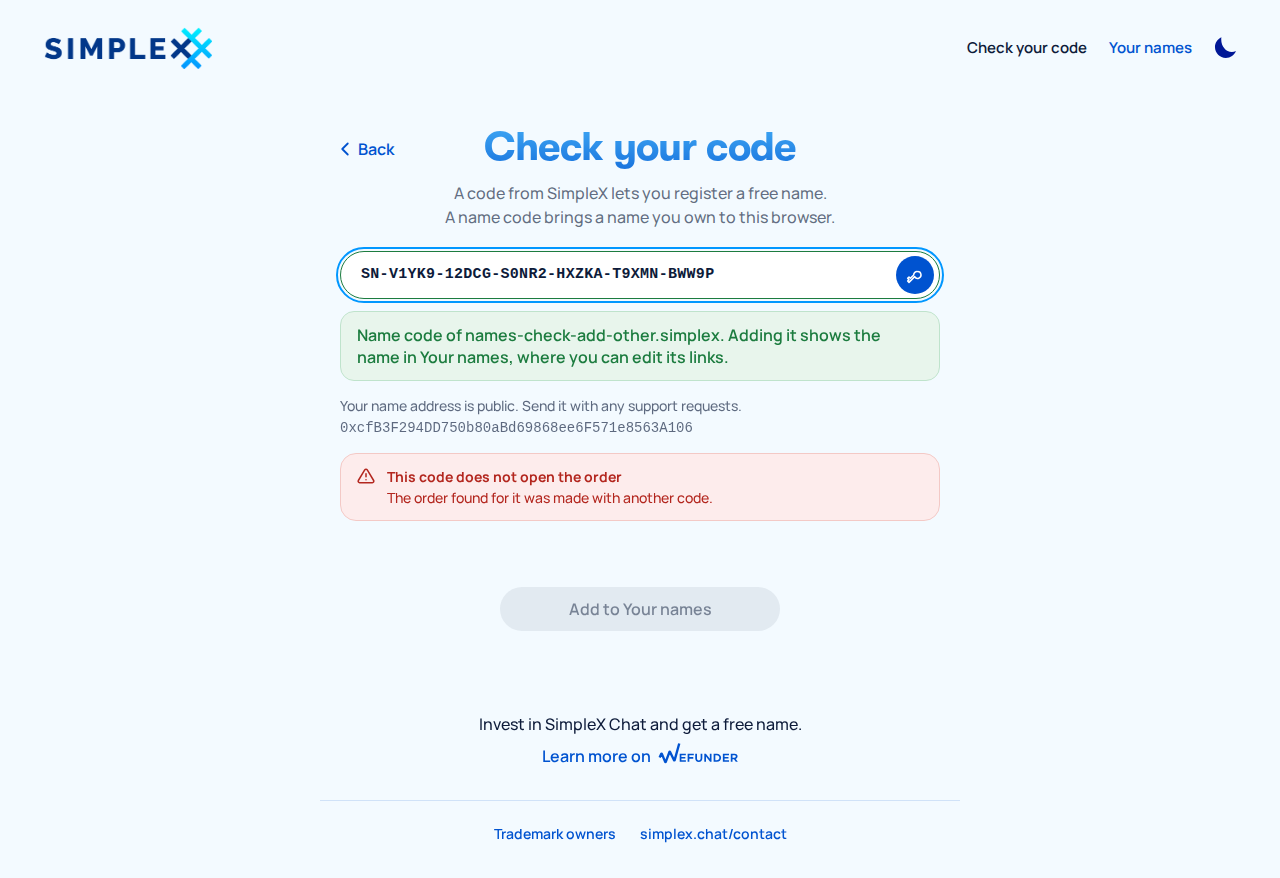 SIMPLEX
Check your code
Your names
Back
Check your code
A code from SimpleX lets you register a free name.
A name code brings a name you own to this browser.
SN-V1YK9-12DCG-S0NR2-HXZKA-T9XMN-BWW9P
Name code of names-check-add-other.simplex. Adding it shows the
name in Your names, where you can edit its links.
Your name address is public. Send it with any support requests.
0xcfB3F294DD750b80aBd69868ee6F571e8563A106
This code does not open the order
The order found for it was made with another code.
Add to Your names
Invest in SimpleX Chat and get a free name.
Learn more on WEFUNDER
Trademark owners
simplex.chat/contact